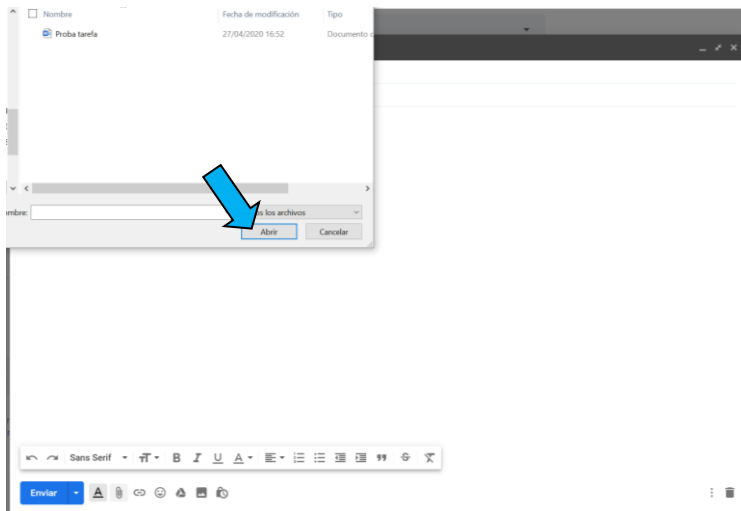 Nombre Fecha de modificación Tipo
Proba tarefa 27/04/2020 16:52 Documento
mbre: os los archivos
Abrir Cancelar
Sans Serif B I U A
Enviar A